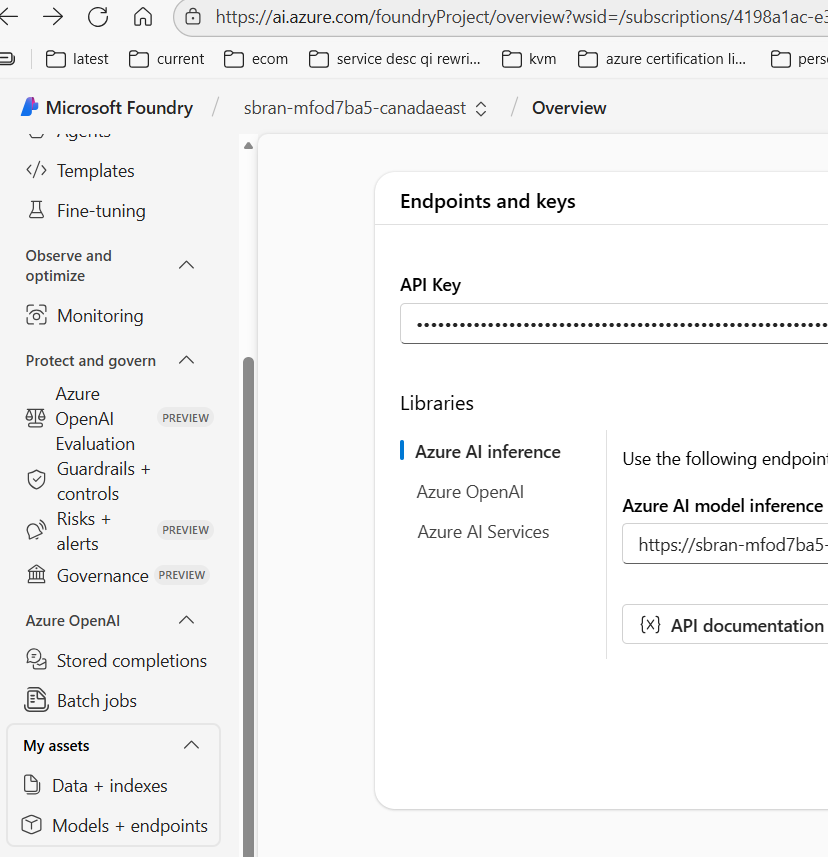 https://ai.azure.com/foundryProject/overview?wsid=/subscriptions/4198a1ac-e3
latest
current
ecom
service desc qi rewri...
kvm
azure certification li...
pers
Microsoft Foundry / sbran-mfod7ba5-canadaeast / Overview
Agents
Templates
Fine-tuning
Observe and
optimize
Monitoring
Protect and govern
Azure
OpenAI
Evaluation
PREVIEW
Guardrails +
controls
Risks +
alerts
PREVIEW
Governance PREVIEW
Azure OpenAI
Stored completions
Batch jobs
My assets
Data + indexes
Models + endpoints
Endpoints and keys
API Key
Libraries
Azure AI inference
Azure OpenAI
Azure AI Services
Use the following endpoint
Azure AI model inference
https://sbran-mfod7ba5-
{x} API documentation